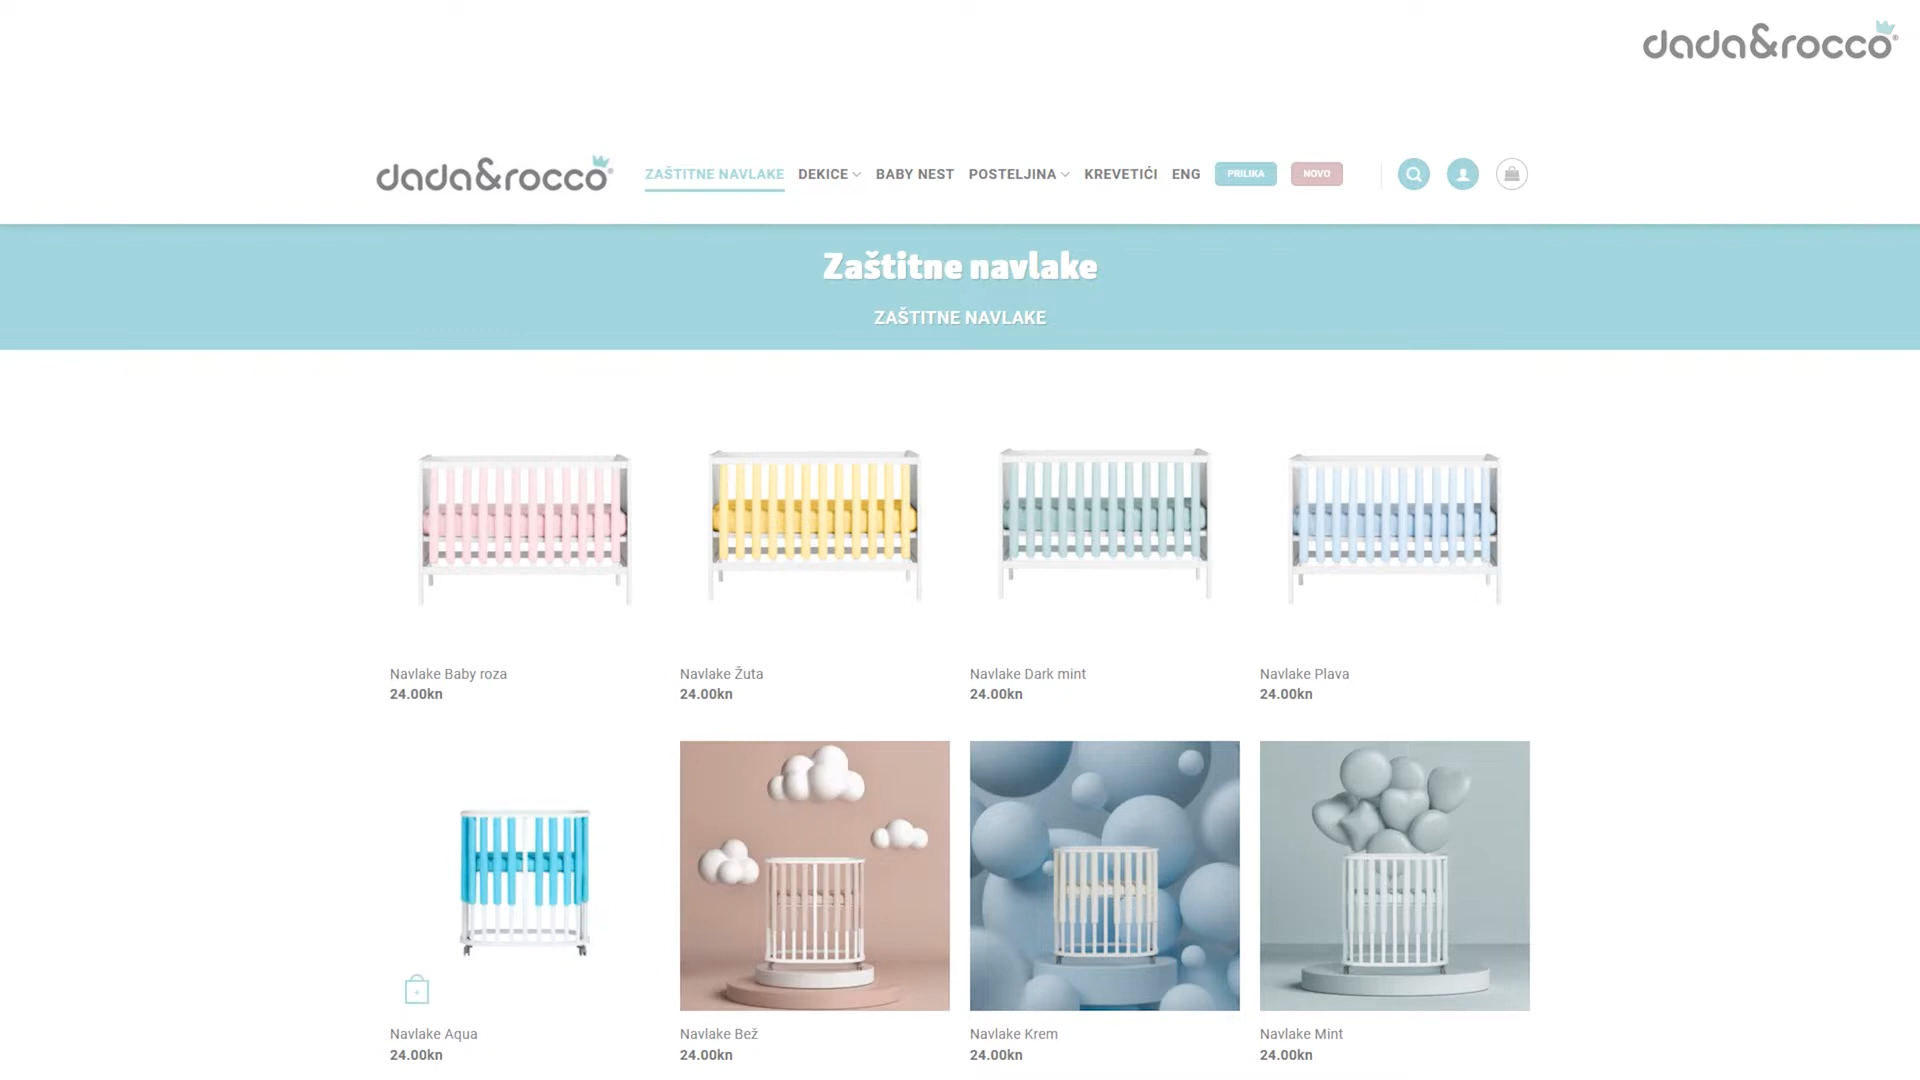 dada&rocco®
dada&rocco®
ZAŠTITNE NAVLAKE DEKICE BABY NEST POSTELJINA KREVETIĆI ENG PRILIKA NOVO
Zaštitne navlake
ZAŠTITNE NAVLAKE
Navlake Baby roza
24.00kn
Navlake Žuta
24.00kn
Navlake Dark mint
24.00kn
Navlake Plava
24.00kn
Navlake Aqua
24.00kn
Navlake Bež
24.00kn
Navlake Krem
24.00kn
Navlake Mint
24.00kn